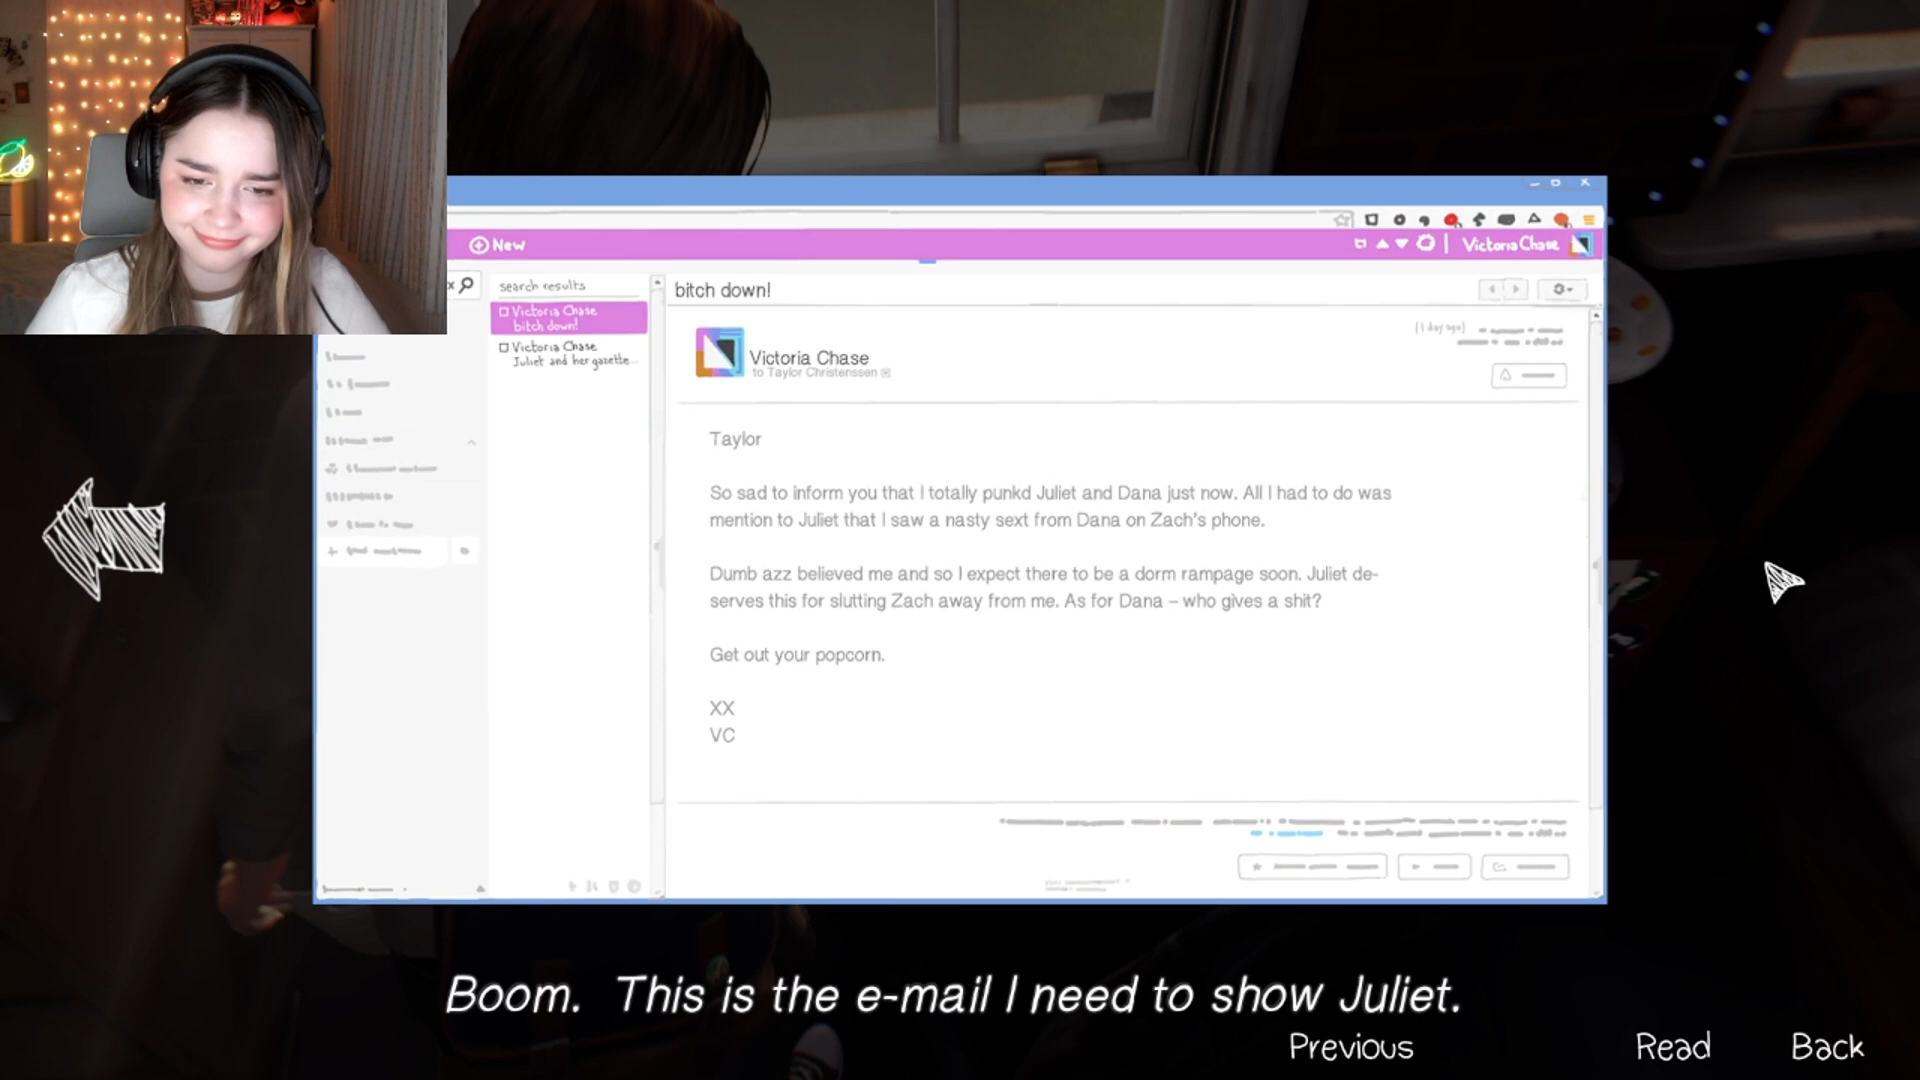 New
Victoria Chase
x
search results
bitch down!
Victoria Chase
bitch down!
Victoria Chase
Juliet and her gazette...
(1 day ago)
Victoria Chase
to Taylor Christenssen
Taylor
So sad to inform you that I totally punkd Juliet and Dana just now. All I had to do was
mention to Juliet that I saw a nasty sext from Dana on Zach's phone.
Dumb azz believed me and so I expect there to be a dorm rampage soon. Juliet de-
serves this for slutting Zach away from me. As for Dana – who gives a shit?
Get out your popcorn.
XX
VC
Boom. This is the e-mail I need to show Juliet.
Previous
Read
Back